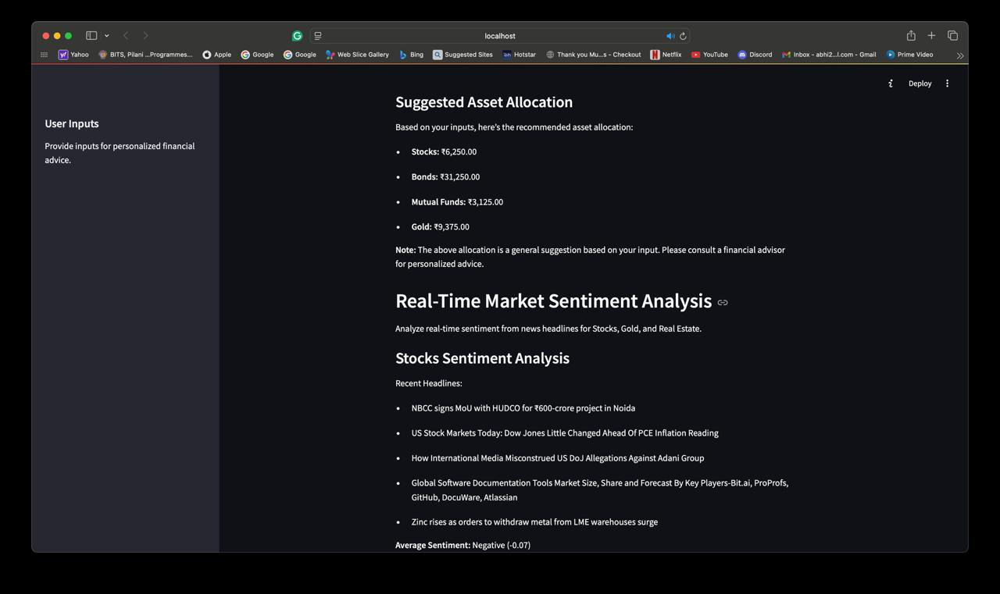 localhost
Yahoo
BITS, Pilani ...Programmes...
Apple
Google
Google
Web Slice Gallery
Bing
Suggested Sites
Hotstar
Thank you Mu...s - Checkout
Netflix
YouTube
Discord
Inbox - abhi2...l.com - Gmail
Prime Video
Deploy
User Inputs
Provide inputs for personalized financial
advice.
Suggested Asset Allocation
Based on your inputs, here's the recommended asset allocation:
• Stocks: ₹6,250.00
• Bonds: ₹31,250.00
• Mutual Funds: ₹3,125.00
• Gold: ₹9,375.00
Note: The above allocation is a general suggestion based on your input. Please consult a financial advisor
for personalized advice.
Real-Time Market Sentiment Analysis
Analyze real-time sentiment from news headlines for Stocks, Gold, and Real Estate.
Stocks Sentiment Analysis
Recent Headlines:
• NBCC signs MoU with HUDCO for ₹600-crore project in Noida
• US Stock Markets Today: Dow Jones Little Changed Ahead Of PCE Inflation Reading
• How International Media Misconstrued US DoJ Allegations Against Adani Group
• Global Software Documentation Tools Market Size, Share and Forecast By Key Players-Bit.ai, ProProfs,
GitHub, DocuWare, Atlassian
• Zinc rises as orders to withdraw metal from LME warehouses surge
Average Sentiment: Negative (-0.07)